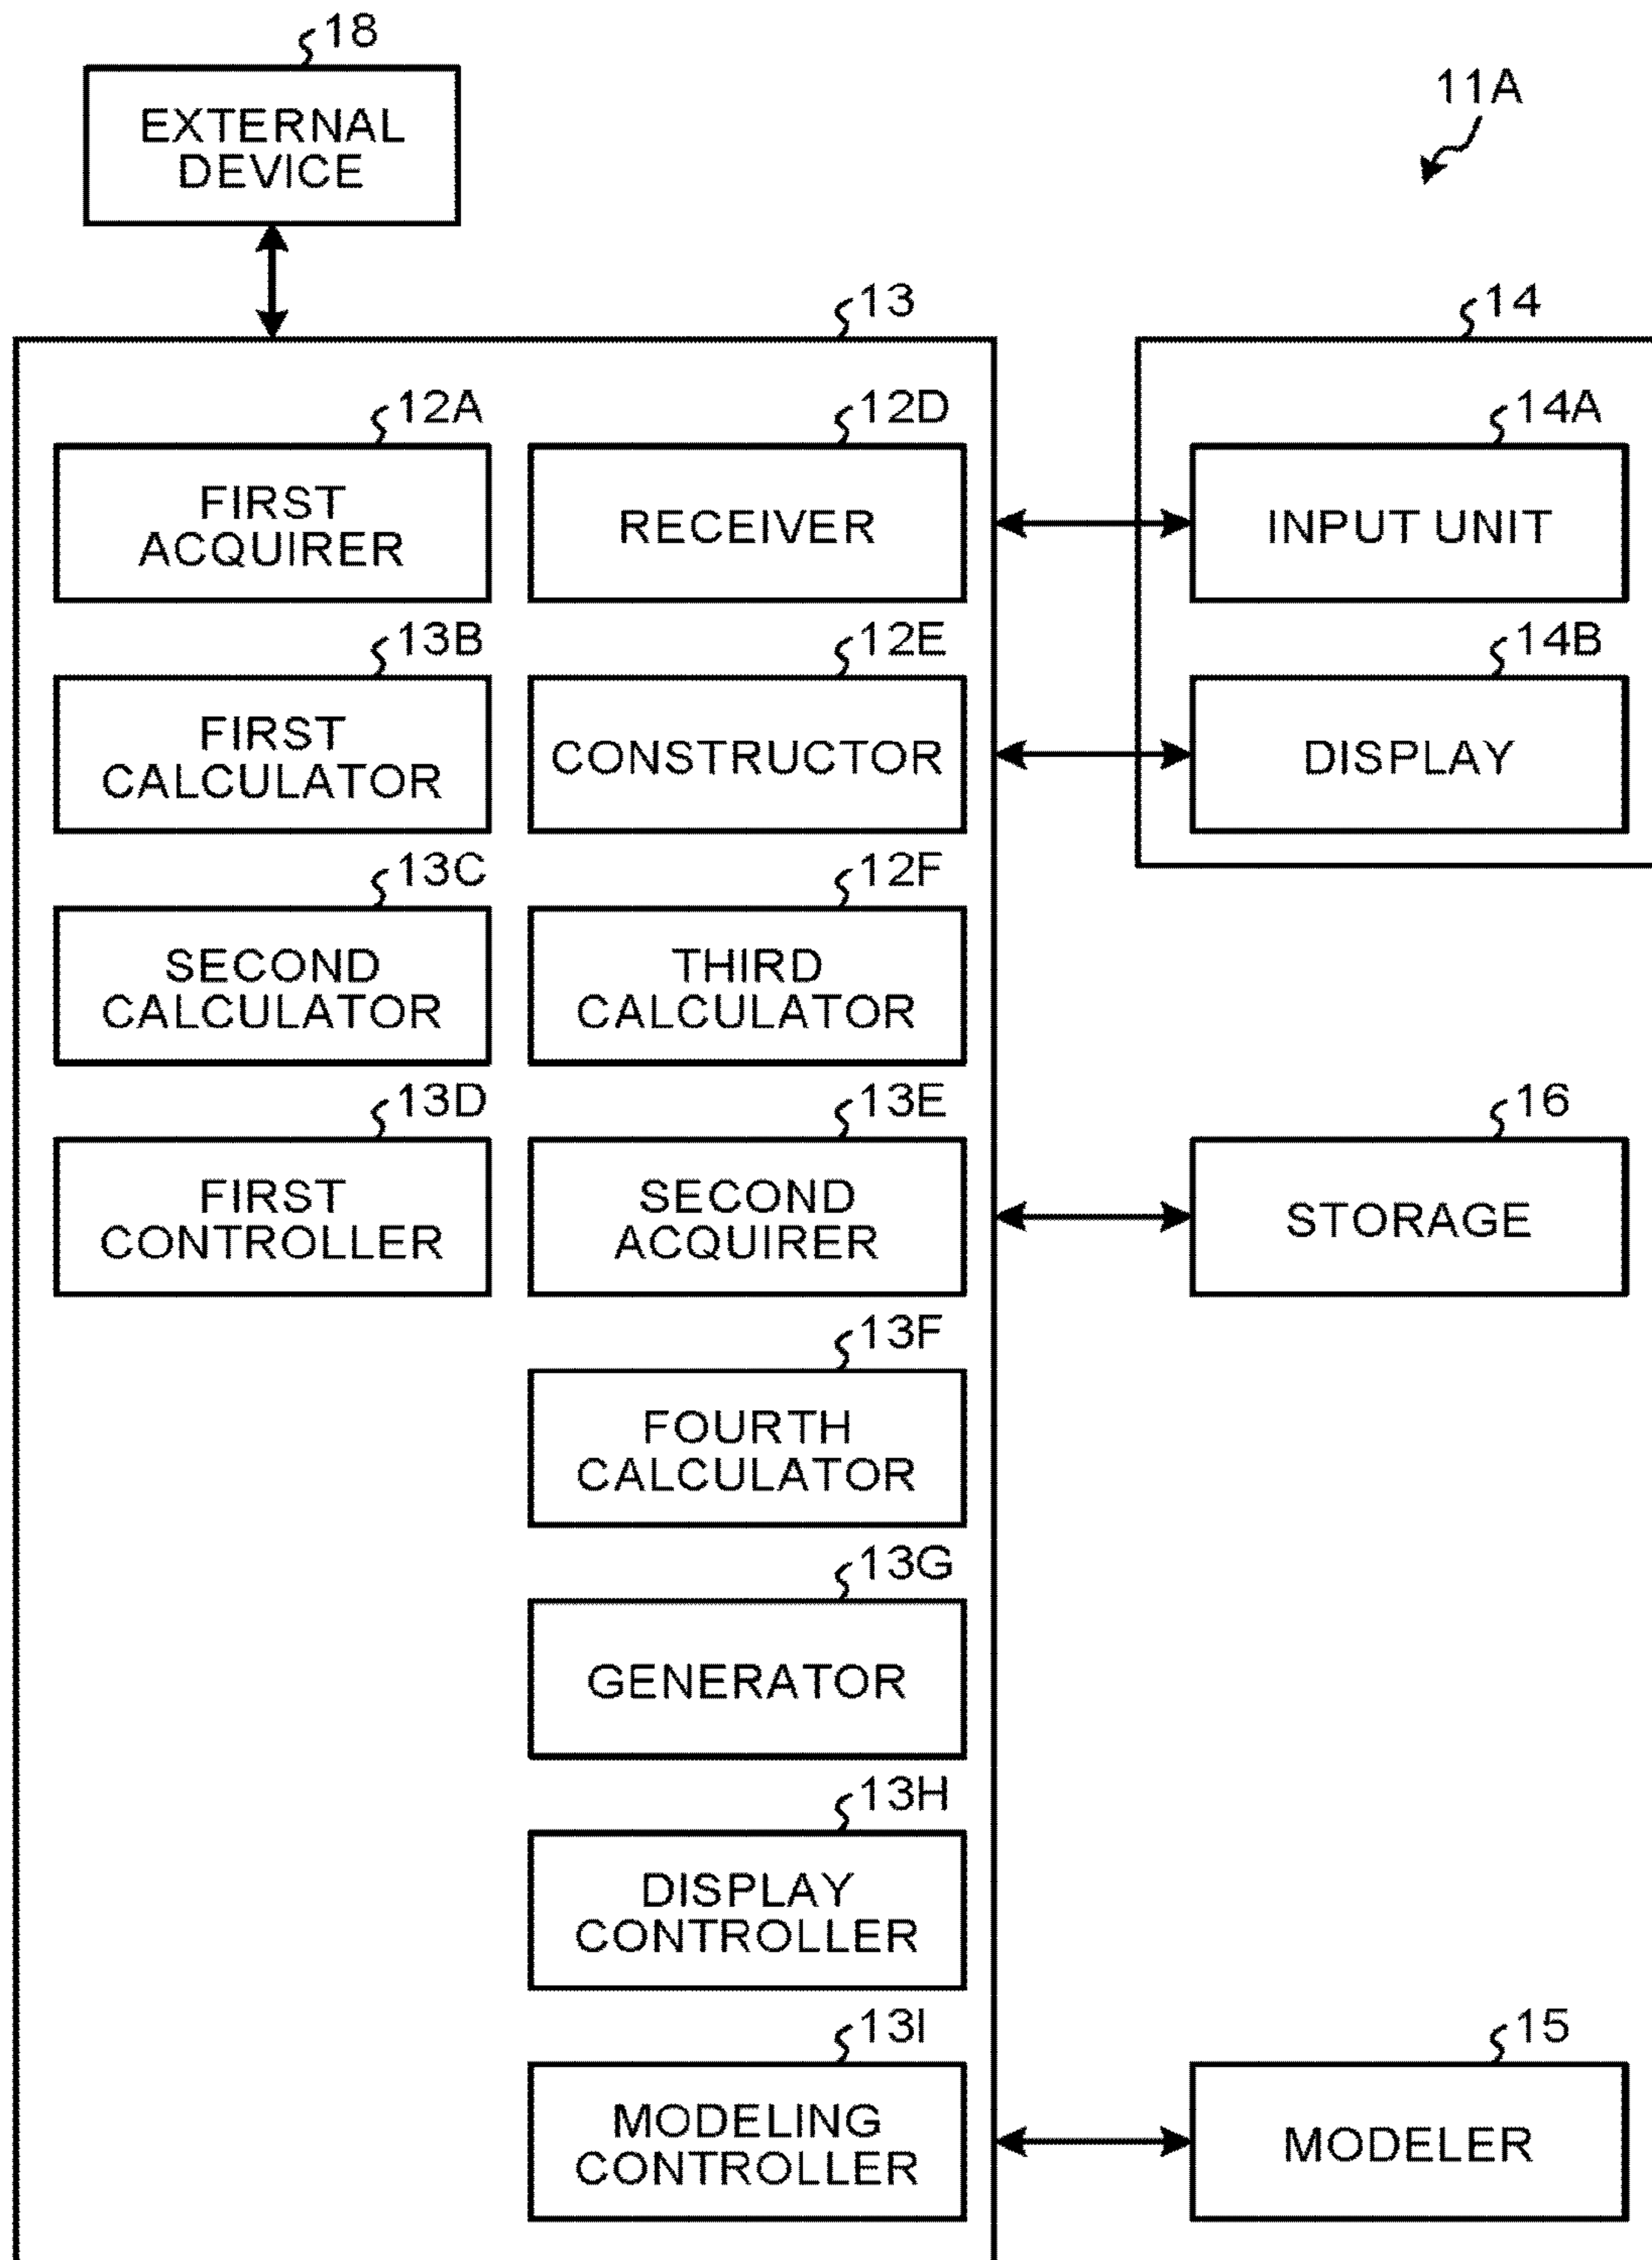 18
EXTERNAL
DEVICE
11A
13
14
12A
12D
14A
FIRST
ACQUIRER
RECEIVER
INPUT UNIT
13B
12E
14B
FIRST
CALCULATOR
CONSTRUCTOR
DISPLAY
13C
12F
SECOND
CALCULATOR
THIRD
CALCULATOR
13D
13E
16
FIRST
CONTROLLER
SECOND
ACQUIRER
STORAGE
13F
FOURTH
CALCULATOR
13G
GENERATOR
13H
DISPLAY
CONTROLLER
13I
15
MODELING
CONTROLLER
MODELER